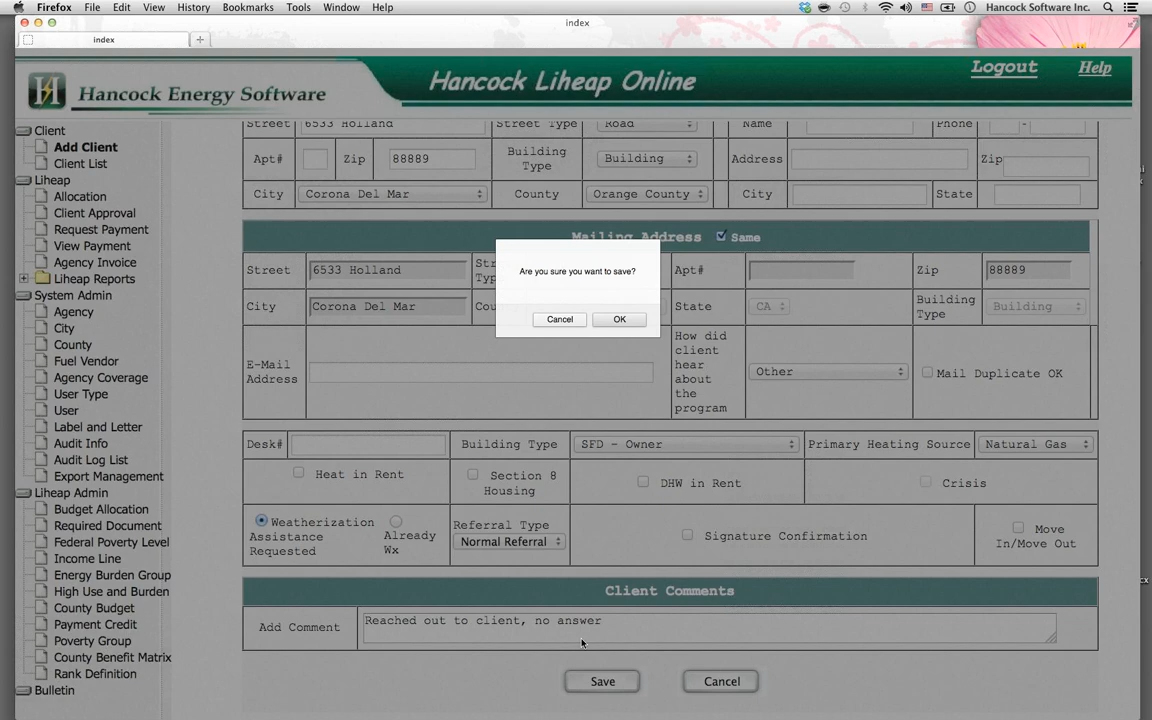 Firefox File Edit View History Bookmarks Tools Window Help Hancock Software Inc.
index
index
Hancock Energy Software
Hancock Liheap Online
Logout Help
Client
Add Client
Client List
Liheap
Allocation
Client Approval
Request Payment
View Payment
Agency Invoice
Liheap Reports
System Admin
Agency
City
County
Fuel Vendor
Agency Coverage
User Type
User
Label and Letter
Audit Info
Audit Log List
Export Management
Liheap Admin
Budget Allocation
Required Document
Federal Poverty Level
Income Line
Energy Burden Group
High Use and Burden
County Budget
Payment Credit
Poverty Group
County Benefit Matrix
Rank Definition
Bulletin
Street 6533 Holland Street Type Road Name Phone -
Apt# Zip 88889 Building Type Building Address Zip
City Corona Del Mar County Orange County City State
Mailing Address Same
Street 6533 Holland Apt# Zip 88889
City Corona Del Mar State CA Building Type Building
E-Mail Address How did client hear about the program Other Mail Duplicate OK
Are you sure you want to save?
Cancel OK
Desk# Building Type SFD - Owner Primary Heating Source Natural Gas
Heat in Rent Section 8 Housing DHW in Rent Crisis
Weatherization Assistance Requested Already Wx Referral Type Normal Referral Signature Confirmation Move In/Move Out
Client Comments
Add Comment Reached out to client, no answer
Save Cancel